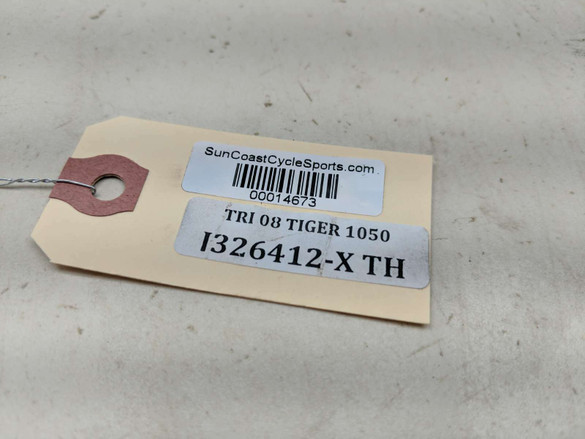 SunCoastCycleSports.com
00014673
TRI 08 TIGER 1050
I326412-X TH